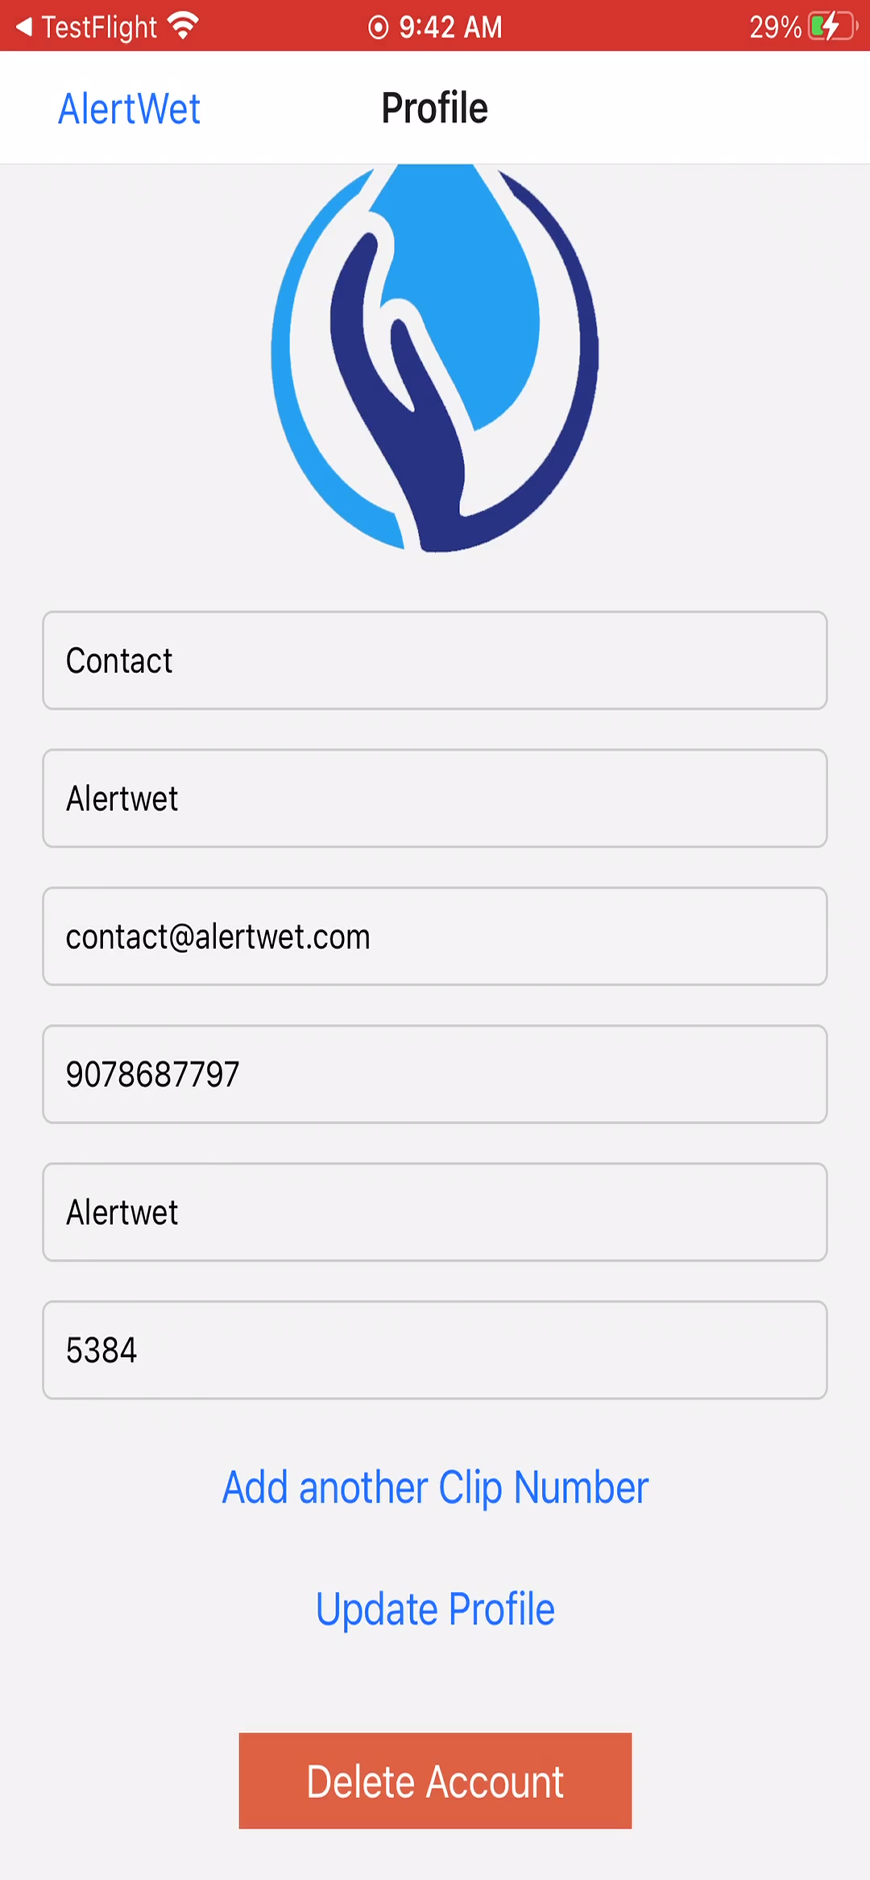 TestFlight 9:42 AM 29%
AlertWet Profile
Contact
Alertwet
contact@alertwet.com
9078687797
Alertwet
5384
Add another Clip Number
Update Profile
Delete Account